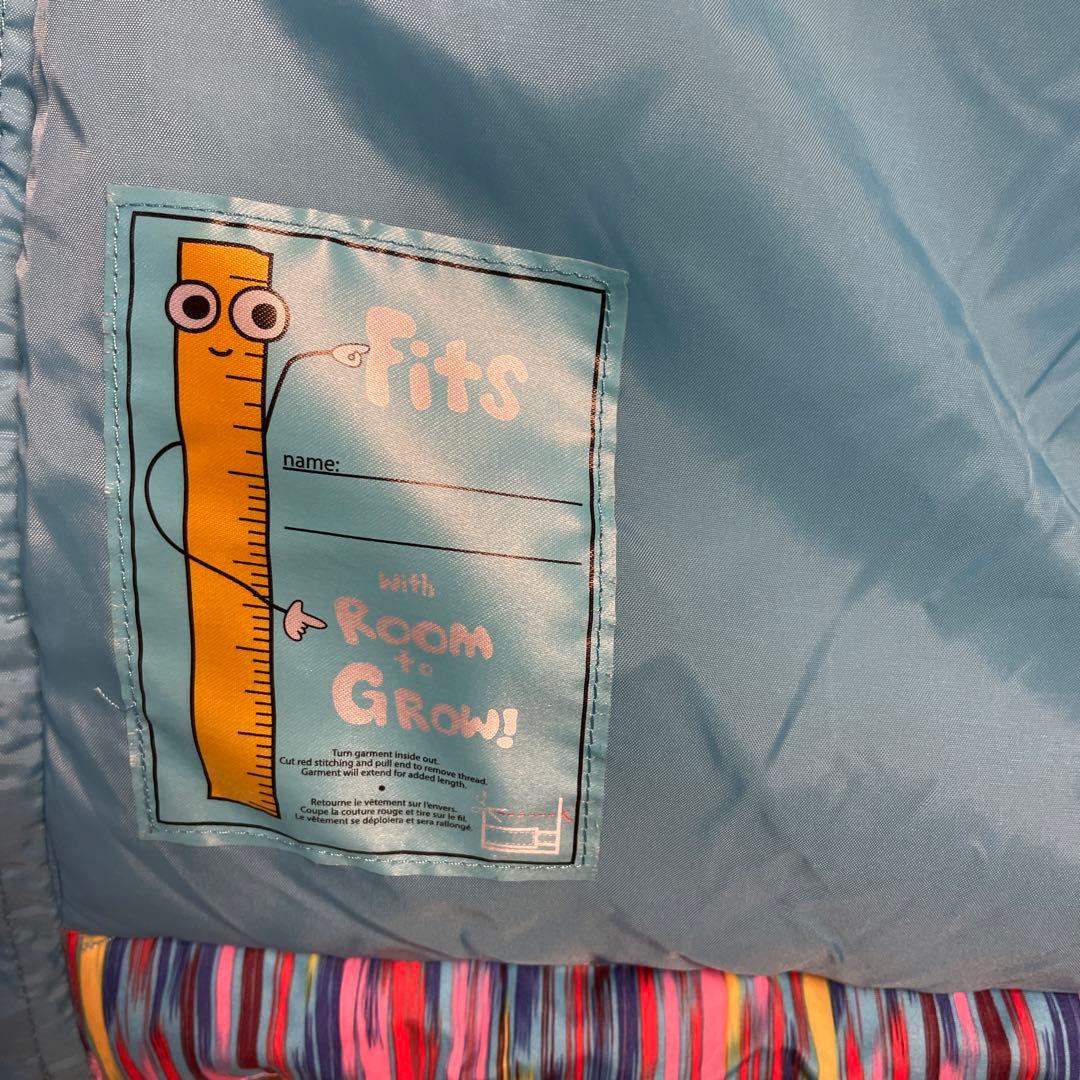 Fits
name:
with
ROOM
to
GROW!
Turn garment inside out.
Cut red stitching and pull end to remove thread.
Garment will extend for added length.
•
Retourne le vêtement sur l'envers.
Coupe la couture rouge et tire sur le fil.
Le vêtement se déploiera et sera rallongé.